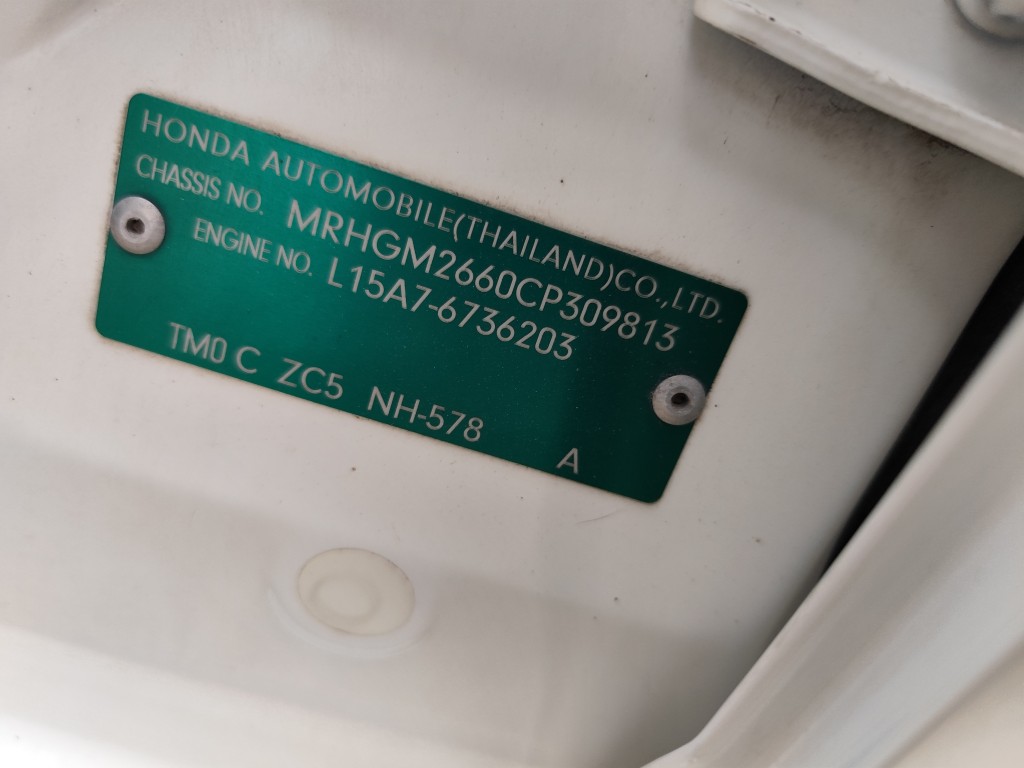 HONDA AUTOMOBILE(THAILAND)CO.,LTD.
CHASSIS NO. MRHGM2660CP309813
ENGINE NO. L15A7-6736203
TM0 C ZC5 NH-578 A